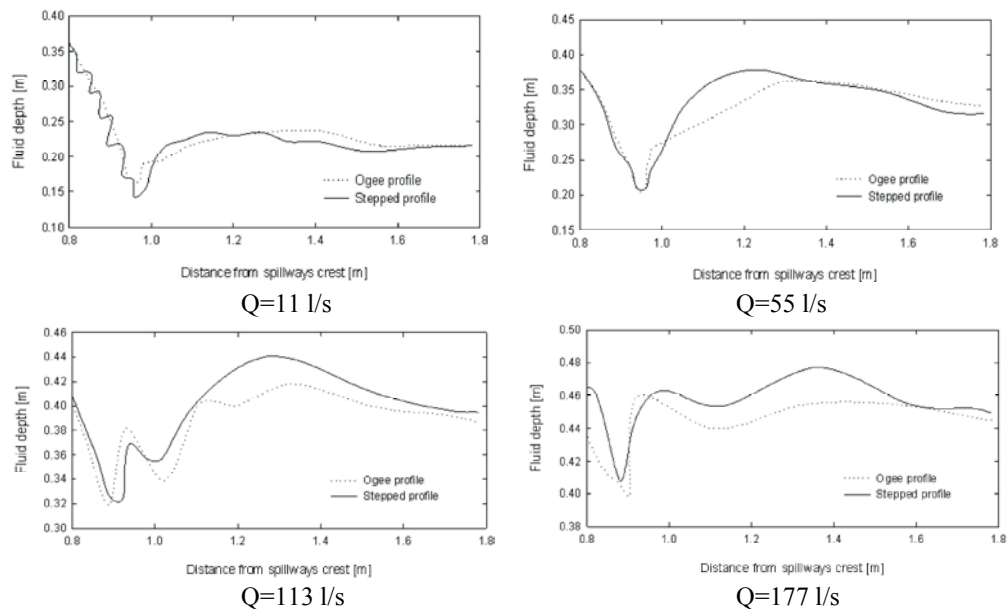 0.40
0.35
0.30
0.25
0.20
0.15
0.10
Fluid depth [m]
Ogee profile
Stepped profile
0.8 1.0 1.2 1.4 1.6 1.8
Distance from spillways crest [m]
Q=11 l/s
0.45
0.40
0.35
0.30
0.25
0.20
0.15
Fluid depth [m]
Ogee profile
Stepped profile
0.8 1.0 1.2 1.4 1.6 1.8
Distance from spillways crest [m]
Q=55 l/s
0.46
0.44
0.42
0.40
0.38
0.36
0.34
0.32
0.30
Fluid depth [m]
Ogee profile
Stepped profile
0.8 1.0 1.2 1.4 1.6 1.8
Distance from spillways crest [m]
Q=113 l/s
0.50
0.48
0.46
0.44
0.42
0.40
0.38
Fluid depth [m]
Ogee profile
Stepped profile
0.8 1.0 1.2 1.4 1.6 1.8
Distance from spillways crest [m]
Q=177 l/s